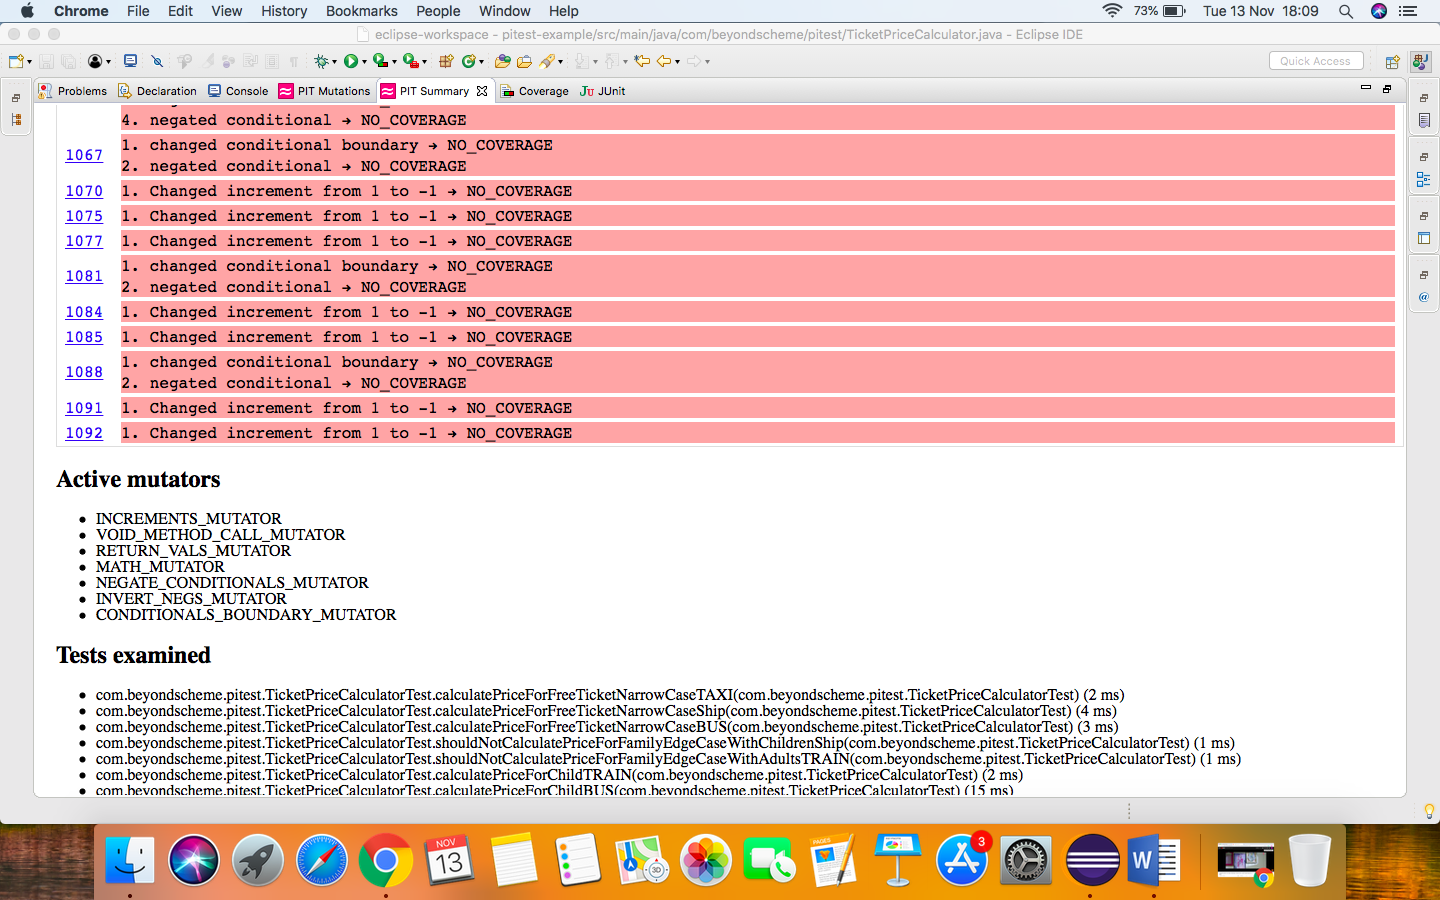 Chrome File Edit View History Bookmarks People Window Help 73% Tue 13 Nov 18:09
eclipse-workspace - pitest-example/src/main/java/com/beyondscheme/pitest/TicketPriceCalculator.java - Eclipse IDE
Quick Access
Problems Declaration Console PIT Mutations PIT Summary Coverage JUnit
4. negated conditional → NO_COVERAGE
1067
1. changed conditional boundary → NO_COVERAGE
2. negated conditional → NO_COVERAGE
1070 1. Changed increment from 1 to -1 → NO_COVERAGE
1075 1. Changed increment from 1 to -1 → NO_COVERAGE
1077 1. Changed increment from 1 to -1 → NO_COVERAGE
1081
1. changed conditional boundary → NO_COVERAGE
2. negated conditional → NO_COVERAGE
1084 1. Changed increment from 1 to -1 → NO_COVERAGE
1085 1. Changed increment from 1 to -1 → NO_COVERAGE
1088
1. changed conditional boundary → NO_COVERAGE
2. negated conditional → NO_COVERAGE
1091 1. Changed increment from 1 to -1 → NO_COVERAGE
1092 1. Changed increment from 1 to -1 → NO_COVERAGE
Active mutators
• INCREMENTS_MUTATOR
• VOID_METHOD_CALL_MUTATOR
• RETURN_VALS_MUTATOR
• MATH_MUTATOR
• NEGATE_CONDITIONALS_MUTATOR
• INVERT_NEGS_MUTATOR
• CONDITIONALS_BOUNDARY_MUTATOR
Tests examined
• com.beyondscheme.pitest.TicketPriceCalculatorTest.calculatePriceForFreeTicketNarrowCaseTAXI(com.beyondscheme.pitest.TicketPriceCalculatorTest) (2 ms)
• com.beyondscheme.pitest.TicketPriceCalculatorTest.calculatePriceForFreeTicketNarrowCaseShip(com.beyondscheme.pitest.TicketPriceCalculatorTest) (4 ms)
• com.beyondscheme.pitest.TicketPriceCalculatorTest.calculatePriceForFreeTicketNarrowCaseBUS(com.beyondscheme.pitest.TicketPriceCalculatorTest) (3 ms)
• com.beyondscheme.pitest.TicketPriceCalculatorTest.shouldNotCalculatePriceForFamilyEdgeCaseWithChildrenShip(com.beyondscheme.pitest.TicketPriceCalculatorTest) (1 ms)
• com.beyondscheme.pitest.TicketPriceCalculatorTest.shouldNotCalculatePriceForFamilyEdgeCaseWithAdultsTRAIN(com.beyondscheme.pitest.TicketPriceCalculatorTest) (1 ms)
• com.beyondscheme.pitest.TicketPriceCalculatorTest.calculatePriceForChildTRAIN(com.beyondscheme.pitest.TicketPriceCalculatorTest) (2 ms)
• com.beyondscheme.pitest.TicketPriceCalculatorTest.calculatePriceForChildBUS(com.beyondscheme.pitest.TicketPriceCalculatorTest) (15 ms)
NOV
13
3D
PAGES
3
W